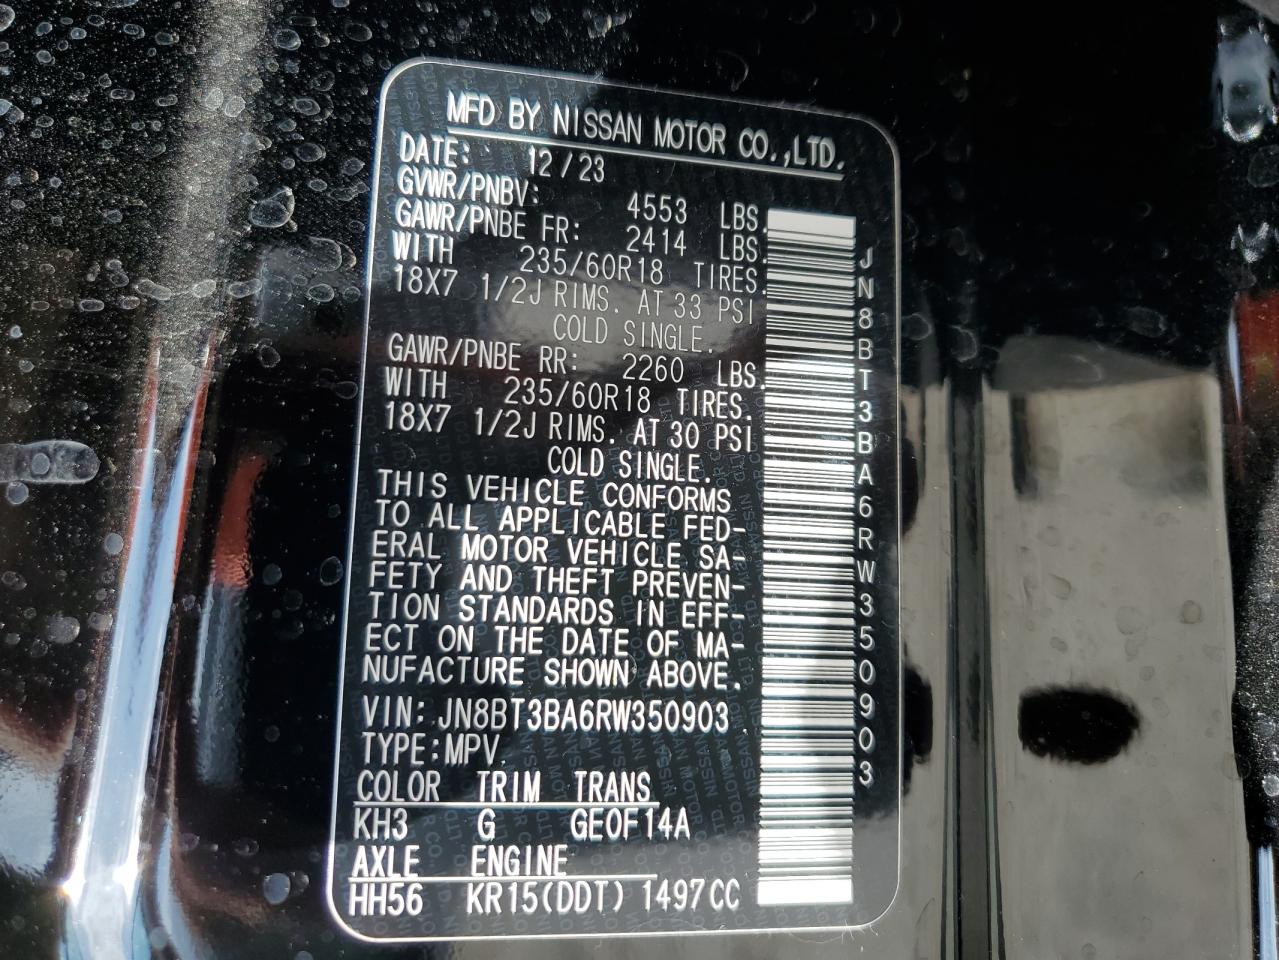 MFD BY NISSAN MOTOR CO.,LTD.
DATE: 12/23
GVWR/PNBV: 4553 LBS.
GAWR/PNBE FR: 2414 LBS.
WITH 235/60R18 TIRES.
18X7 1/2J RIMS. AT 33 PSI
COLD SINGLE.
GAWR/PNBE RR: 2260 LBS.
WITH 235/60R18 TIRES.
18X7 1/2J RIMS. AT 30 PSI
COLD SINGLE.
THIS VEHICLE CONFORMS
TO ALL APPLICABLE FED-
ERAL MOTOR VEHICLE SA-
FETY AND THEFT PREVEN-
TION STANDARDS IN EFF-
ECT ON THE DATE OF MA-
NUFACTURE SHOWN ABOVE.
VIN: JN8BT3BA6RW350903
TYPE: MPV
COLOR TRIM TRANS
KH3 G GE0F14A
AXLE ENGINE
HH56 KR15(DDT) 1497CC
JN8BT3BA6RW350903